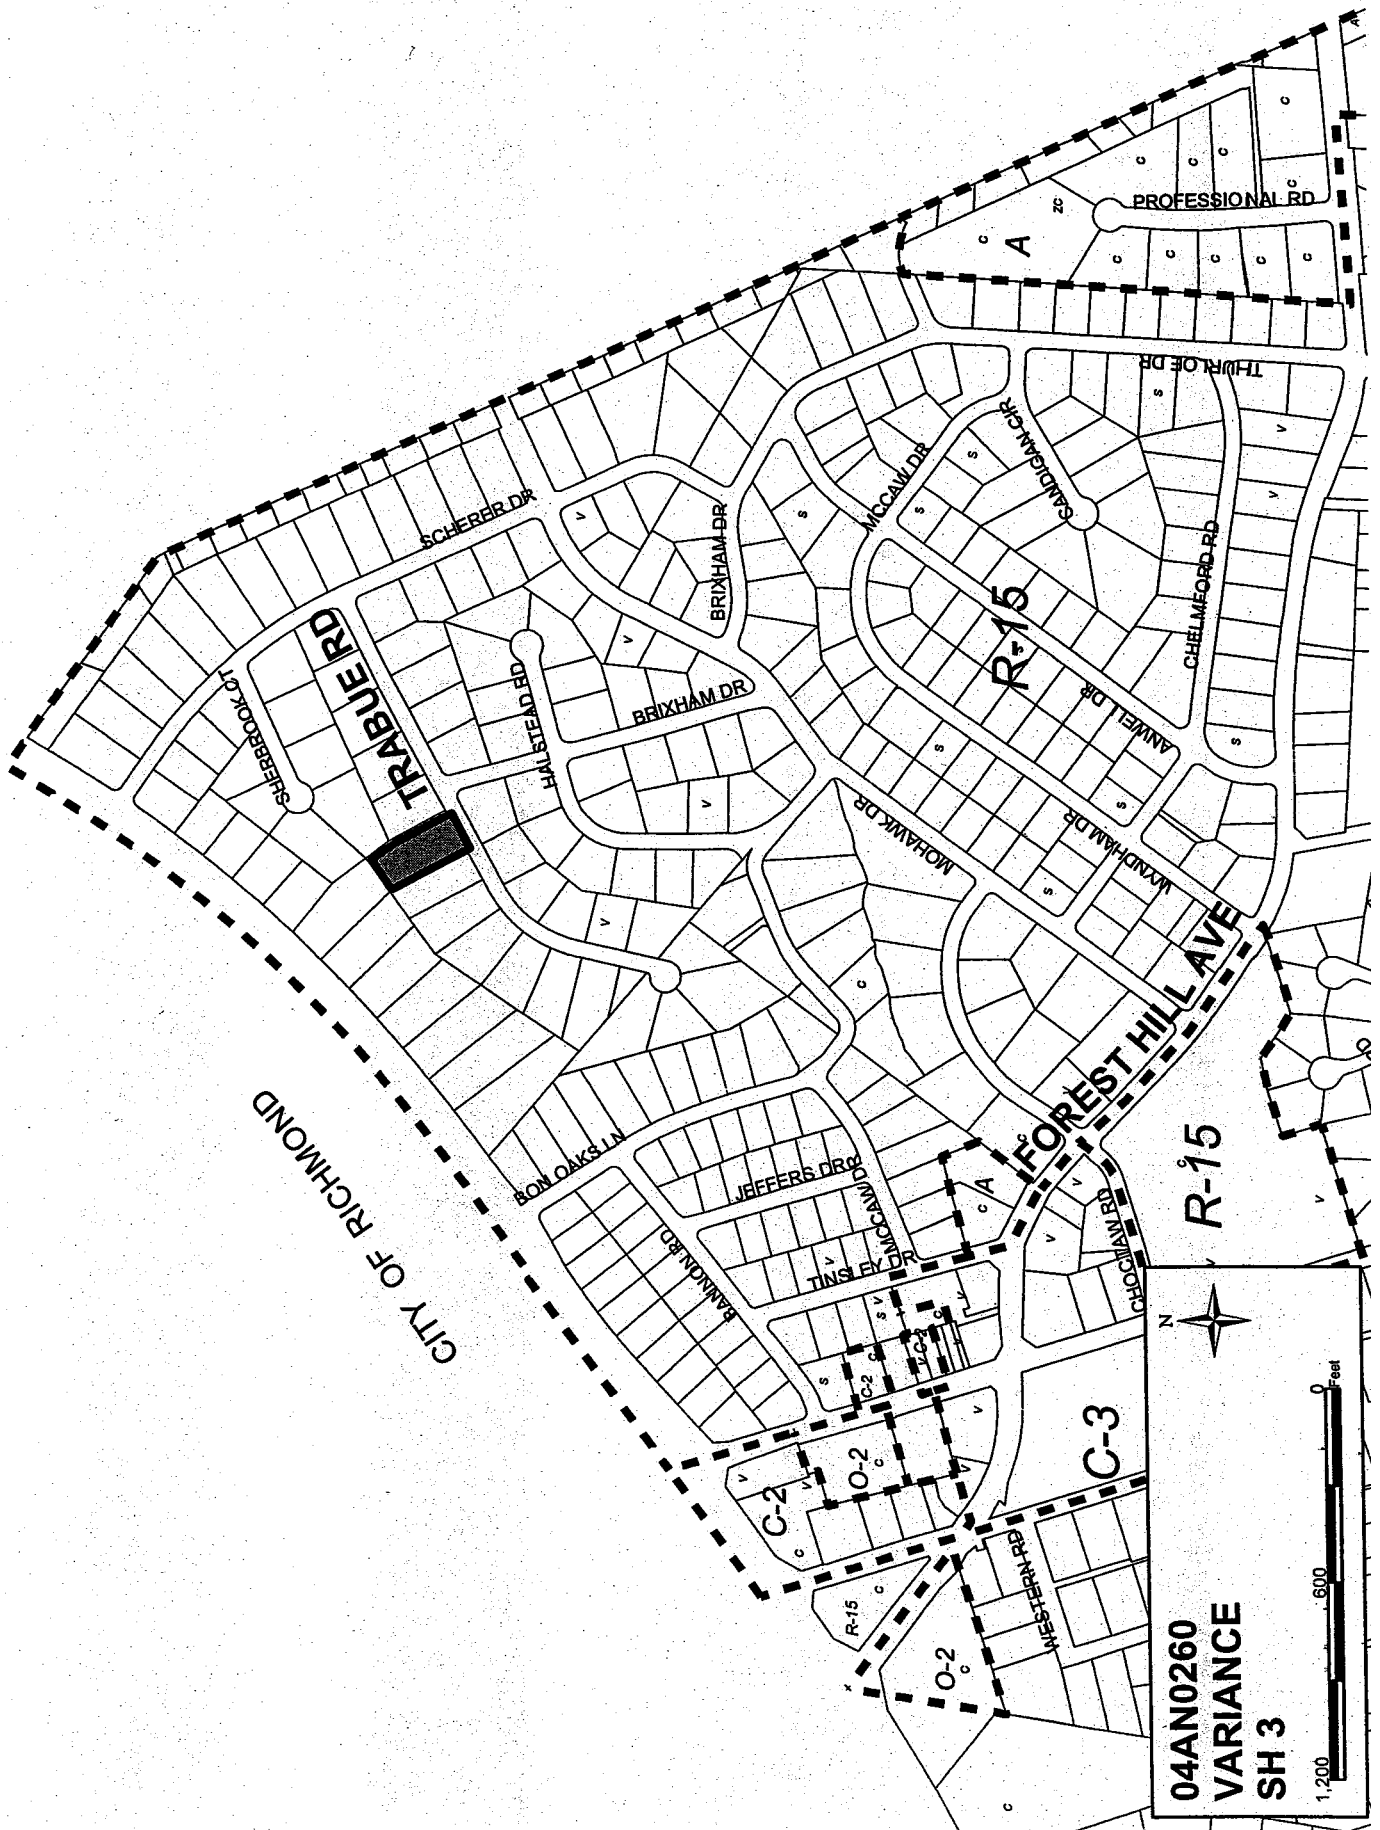 PROFESSIONAL RD
A
THURLOE DR
SCHERER DR
SHERBROOK CT
TRABUE RD
HALSTEAD RD
BRIXHAM DR
BRIXHAM DR
MCCAW DR
SANDIGAN CIR
R-15
CHELMFORD RD
ANWELL DR
WYNDHAM DR
MOHAWK DR
FOREST HILL AVE
CITY OF RICHMOND
BON OAKS LN
JEFFERS DR
BANNON RD
MCCAW DR
TINSLEY DR
A
CHOCTAW RD
R-15
C-2
C-2
C-2
O-2
C-3
R-15
O-2
WESTERN RD
N
04AN0260
VARIANCE
SH 3
1,200
600
0
Feet